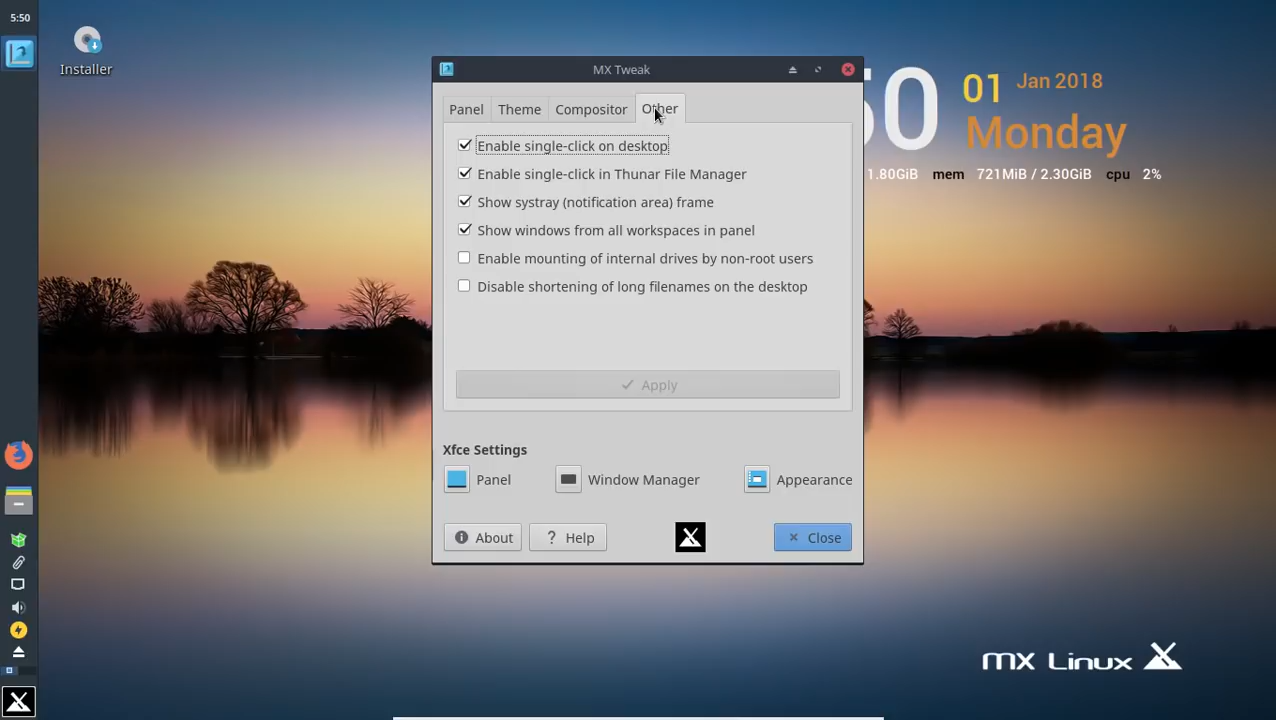 5:50
Installer
MX Tweak
Panel Theme Compositor Other
Enable single-click on desktop
Enable single-click in Thunar File Manager
Show systray (notification area) frame
Show windows from all workspaces in panel
Enable mounting of internal drives by non-root users
Disable shortening of long filenames on the desktop
Apply
Xfce Settings
Panel Window Manager Appearance
About ? Help Close
50 01 Jan 2018
Monday
1.80GiB mem 721MiB / 2.30GiB cpu 2%
mx Linux